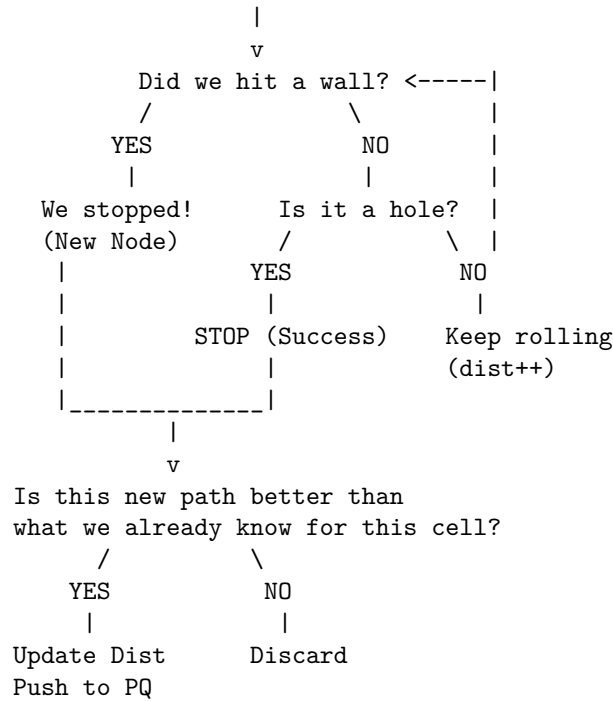 |
                 v
        Did we hit a wall? <-----|
        /              \         |
      YES               NO       |
       |                |        |
 We stopped!      Is it a hole?  |
 (New Node)       /           \  |
  |             YES            NO
  |              |              |
  |        STOP (Success)   Keep rolling
  |              |            (dist++)
  |______________|
          |
          v
Is this new path better than
what we already know for this cell?
      /          \
    YES           NO
     |             |
Update Dist     Discard
Push to PQ